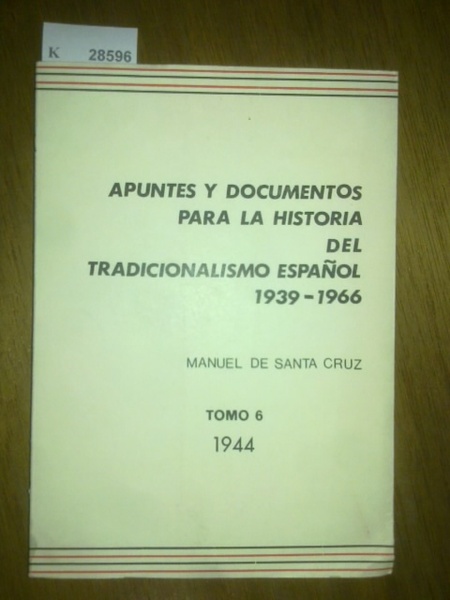 K 28596
APUNTES Y DOCUMENTOS
PARA LA HISTORIA
DEL
TRADICIONALISMO ESPAÑOL
1939-1966
MANUEL DE SANTA CRUZ
TOMO 6
1944